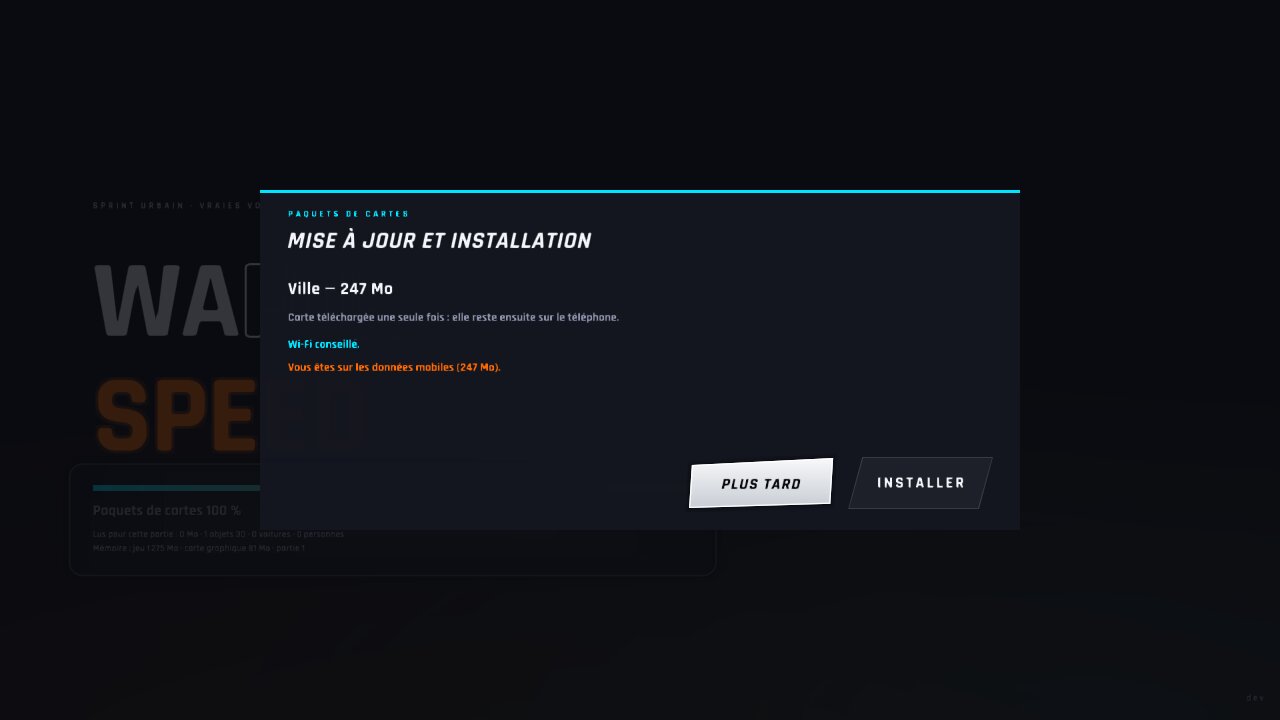 SPRINT URBAIN · VRAIES VO
PAQUETS DE CARTES
MISE À JOUR ET INSTALLATION
WA
Ville — 247 Mo
Carte téléchargée une seule fois : elle reste ensuite sur le téléphone.
Wi-Fi conseille.
Vous êtes sur les données mobiles (247 Mo).
SPEED
PLUS TARD
INSTALLER
Paquets de cartes 100 %
Lus pour cette partie : 0 Mo · 1 objets 30 · 0 voitures · 0 personnes
Mémoire : jeu 1275 Mo · carte graphique 81 Mo · partie 1
dev